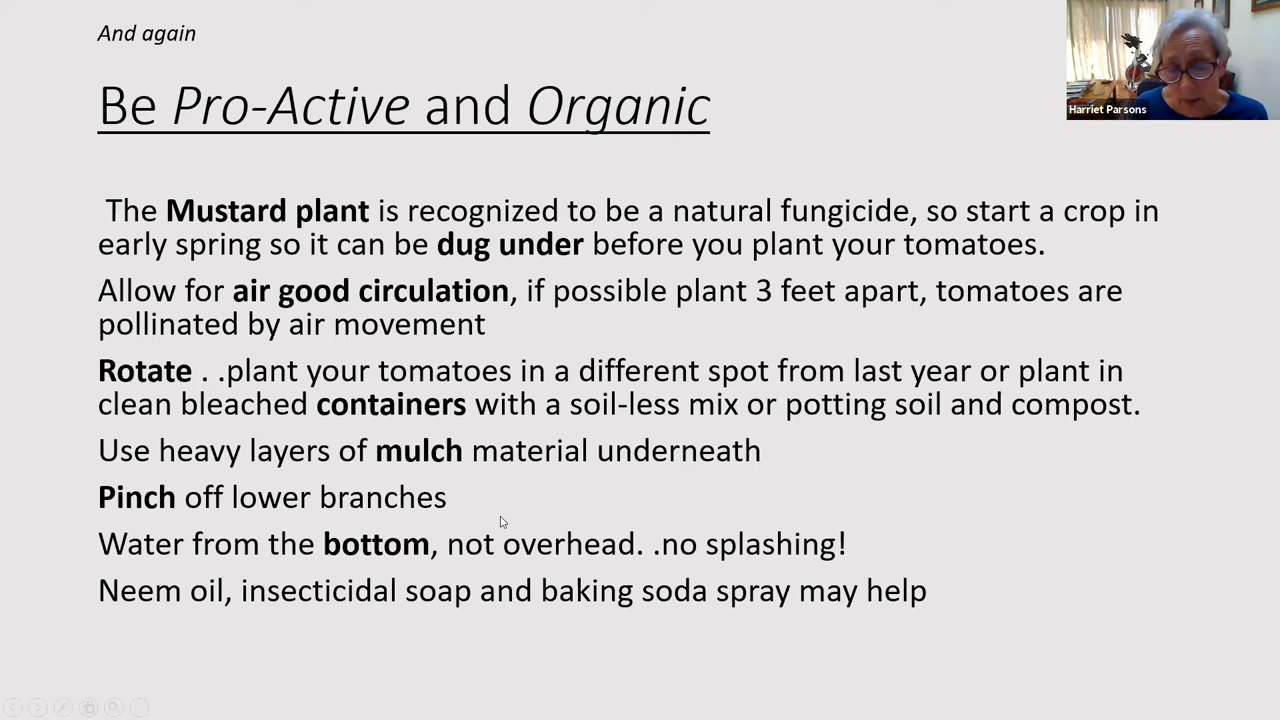 And again
Harriet Parsons
Be Pro-Active and Organic
The Mustard plant is recognized to be a natural fungicide, so start a crop in
early spring so it can be dug under before you plant your tomatoes.
Allow for air good circulation, if possible plant 3 feet apart, tomatoes are
pollinated by air movement
Rotate . .plant your tomatoes in a different spot from last year or plant in
clean bleached containers with a soil-less mix or potting soil and compost.
Use heavy layers of mulch material underneath
Pinch off lower branches
Water from the bottom, not overhead. .no splashing!
Neem oil, insecticidal soap and baking soda spray may help